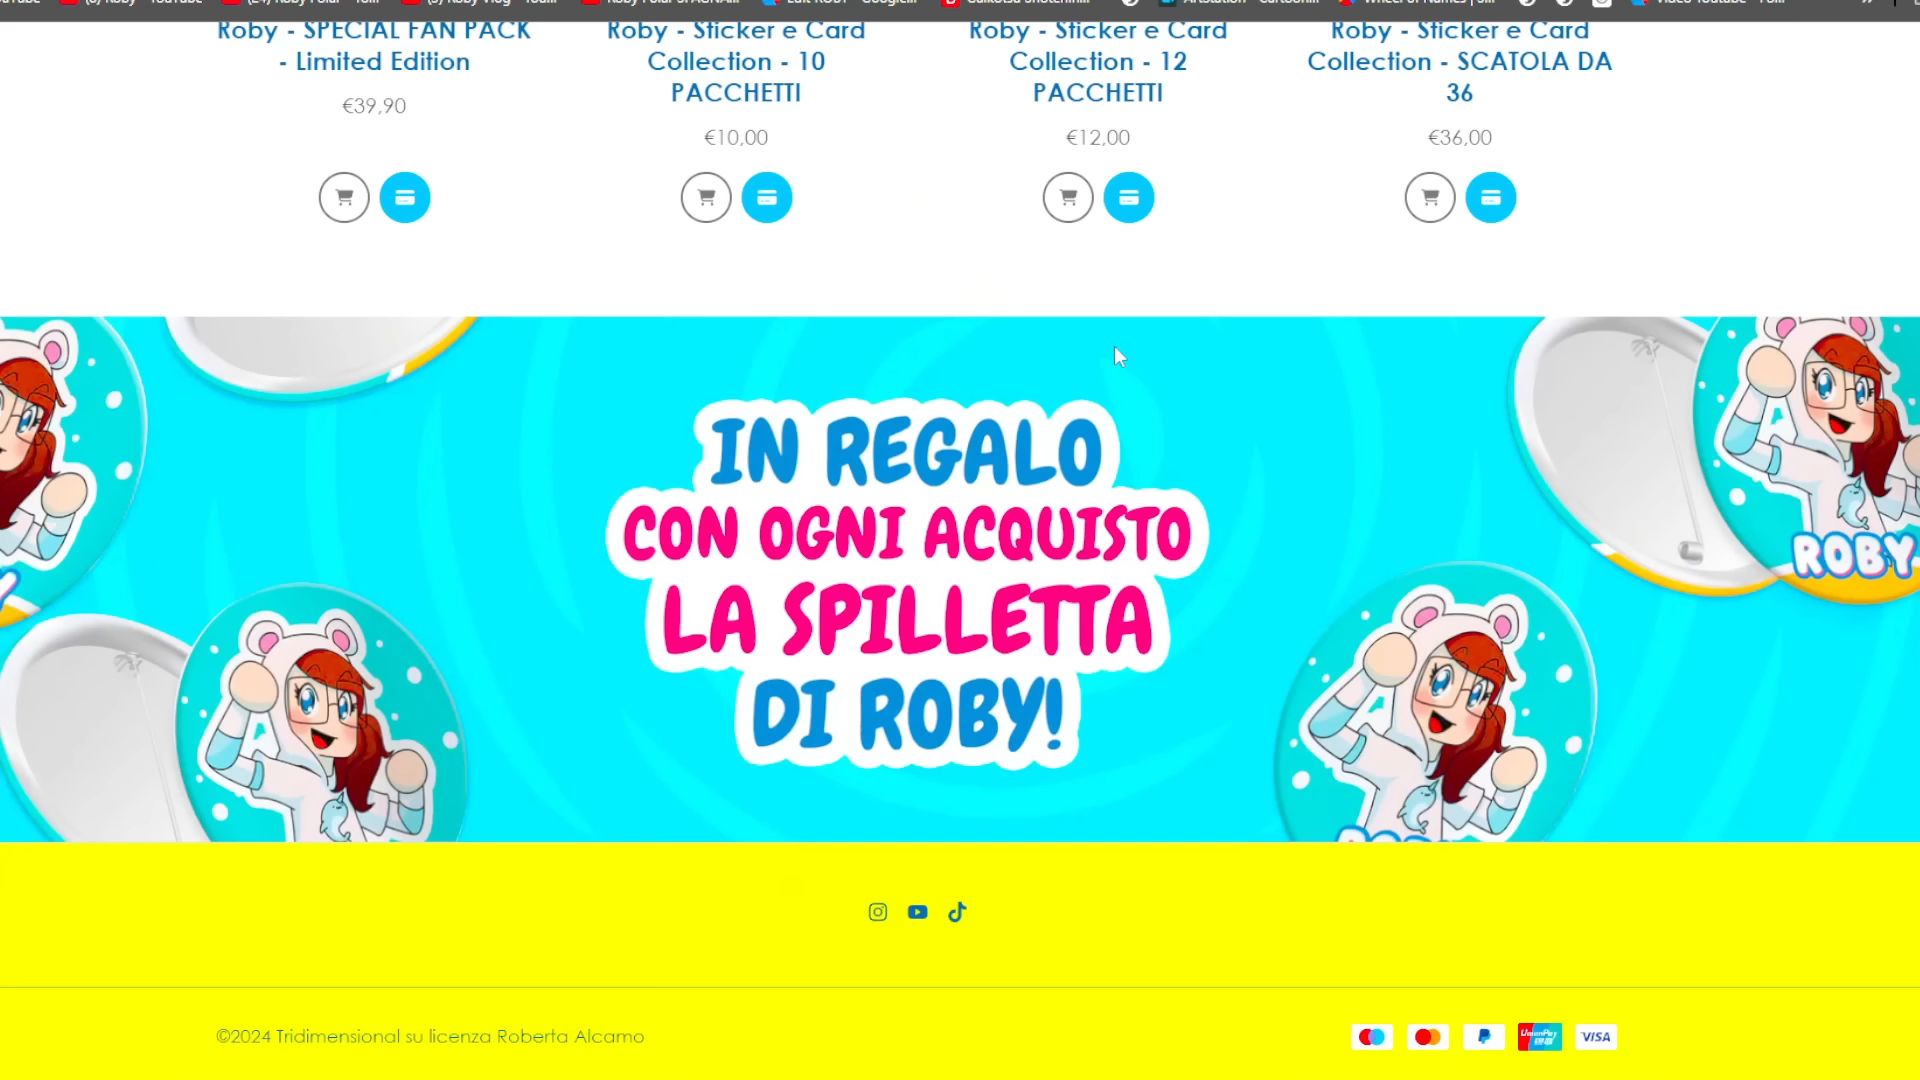 Roby - SPECIAL FAN PACK
- Limited Edition
€39,90
Roby - Sticker e Card
Collection - 10
PACCHETTI
€10,00
Roby - Sticker e Card
Collection - 12
PACCHETTI
€12,00
Roby - Sticker e Card
Collection - SCATOLA DA
36
€36,00
IN REGALO
CON OGNI ACQUISTO
LA SPILLETTA
DI ROBY!
ROBY
©2024 Tridimensional su licenza Roberta Alcamo
UnionPay
VISA